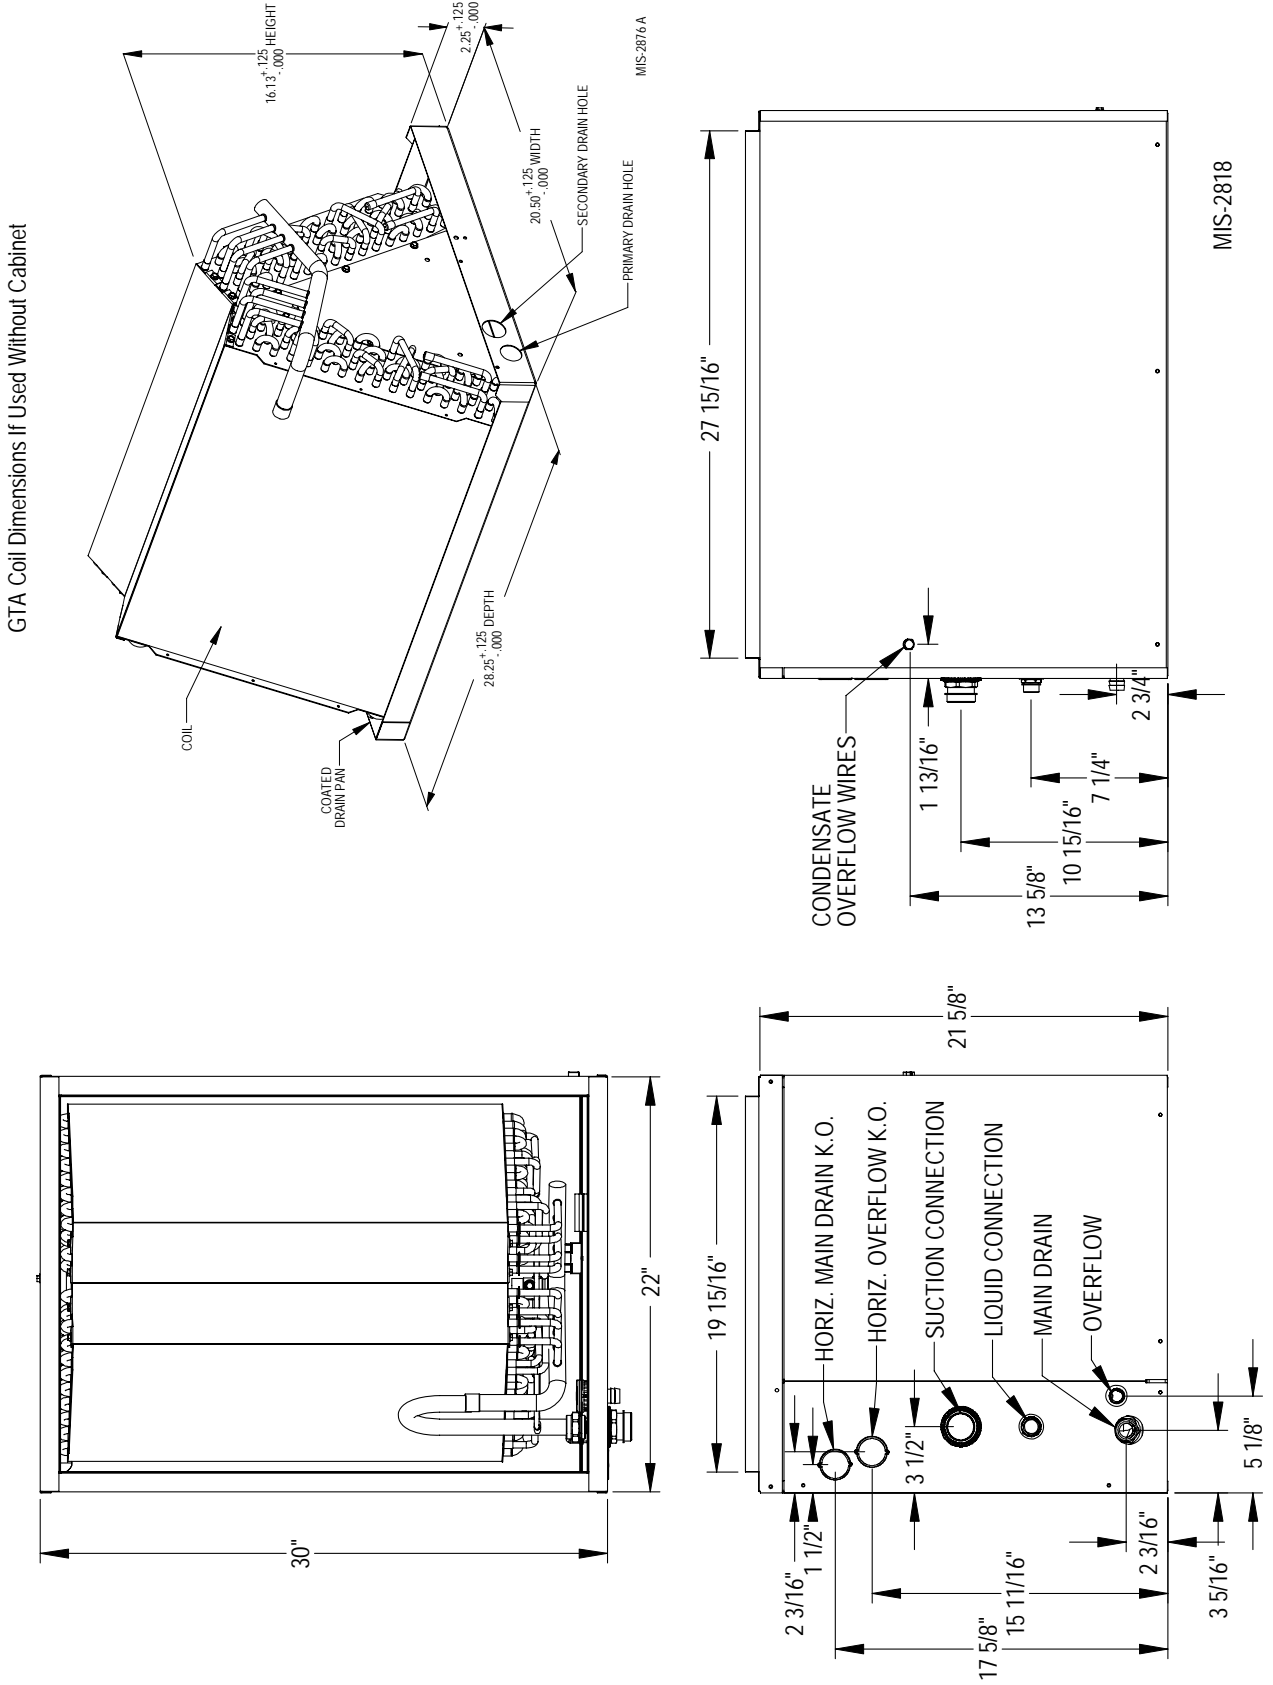 GTA Coil Dimensions If Used Without Cabinet
16.13 +.125 -.000 HEIGHT
2.25 +.125 -.000
20.50 +.125 -.000 WIDTH
28.25 +.125 -.000 DEPTH
COIL
COATED
DRAIN PAN
SECONDARY DRAIN HOLE
PRIMARY DRAIN HOLE
MIS-2876 A
30"
22"
27 15/16"
CONDENSATE
OVERFLOW WIRES
1 13/16"
13 5/8"
10 15/16"
7 1/4"
2 3/4"
MIS-2818
21 5/8"
19 15/16"
HORIZ. MAIN DRAIN K.O.
HORIZ. OVERFLOW K.O.
SUCTION CONNECTION
LIQUID CONNECTION
MAIN DRAIN
OVERFLOW
2 3/16"
1 1/2"
3 1/2"
17 5/8"
15 11/16"
2 3/16"
3 5/16"
5 1/8"